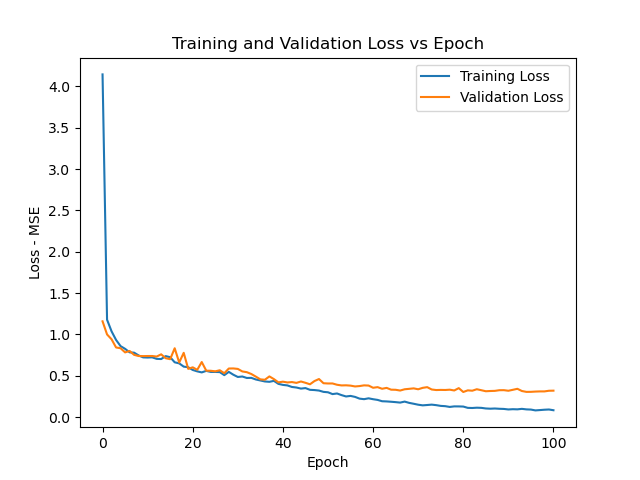 Training and Validation Loss vs Epoch
Training Loss
Validation Loss
4.0
3.5
3.0
2.5
2.0
1.5
1.0
0.5
0.0
Loss - MSE
0 20 40 60 80 100
Epoch